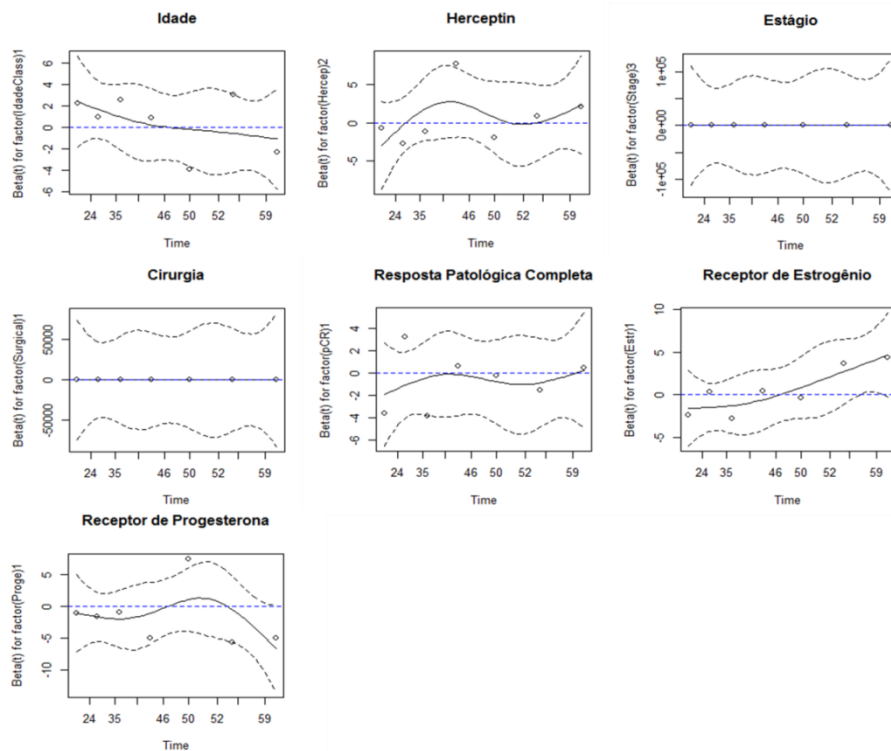 Idade
Beta(t) for factor(IdadeClass)1
6
4
2
0
-2
-4
-6
24 35 46 50 52 59
Time
Herceptin
Beta(t) for factor(Hercep)2
5
0
-5
24 35 46 50 52 59
Time
Estágio
Beta(t) for factor(Stage)3
1e+05
0e+00
-1e+05
24 35 46 50 52 59
Time
Cirurgia
Beta(t) for factor(Surgical)1
50000
0
-50000
24 35 46 50 52 59
Time
Resposta Patológica Completa
Beta(t) for factor(pCR)1
4
2
0
-2
-4
-6
24 35 46 50 52 59
Time
Receptor de Estrogênio
Beta(t) for factor(Estr)1
10
5
0
-5
24 35 46 50 52 59
Time
Receptor de Progesterona
Beta(t) for factor(Proge)1
5
0
-5
-10
24 35 46 50 52 59
Time